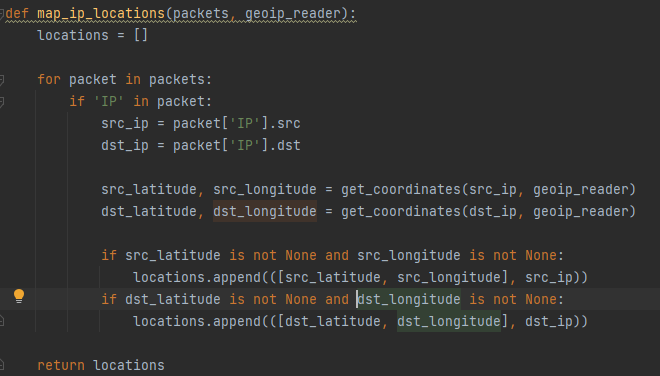 def map_ip_locations(packets, geoip_reader):
    locations = []
    for packet in packets:
        if 'IP' in packet:
            src_ip = packet['IP'].src
            dst_ip = packet['IP'].dst
            src_latitude, src_longitude = get_coordinates(src_ip, geoip_reader)
            dst_latitude, dst_longitude = get_coordinates(dst_ip, geoip_reader)
            if src_latitude is not None and src_longitude is not None:
                locations.append(([src_latitude, src_longitude], src_ip))
            if dst_latitude is not None and dst_longitude is not None:
                locations.append(([dst_latitude, dst_longitude], dst_ip))
    return locations